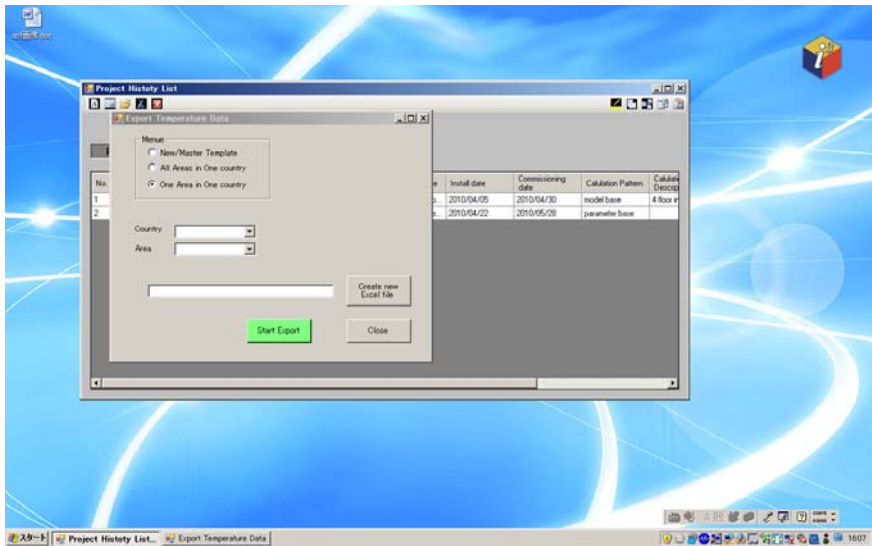 Project Histoty List
Export Temperature Data
Menue
New/Master Template
All Areas in One country
One Area in One country
No.
Install date
Commissioning date
Calulation Pattern
1
2010/04/05
2010/04/30
model base
4 floor
2
2010/04/22
2010/05/28
parameter base
Country
Area
Create new
Excel file
Start Export
Close
スタート
Project Histoty List...
Export Temperature Data
1607